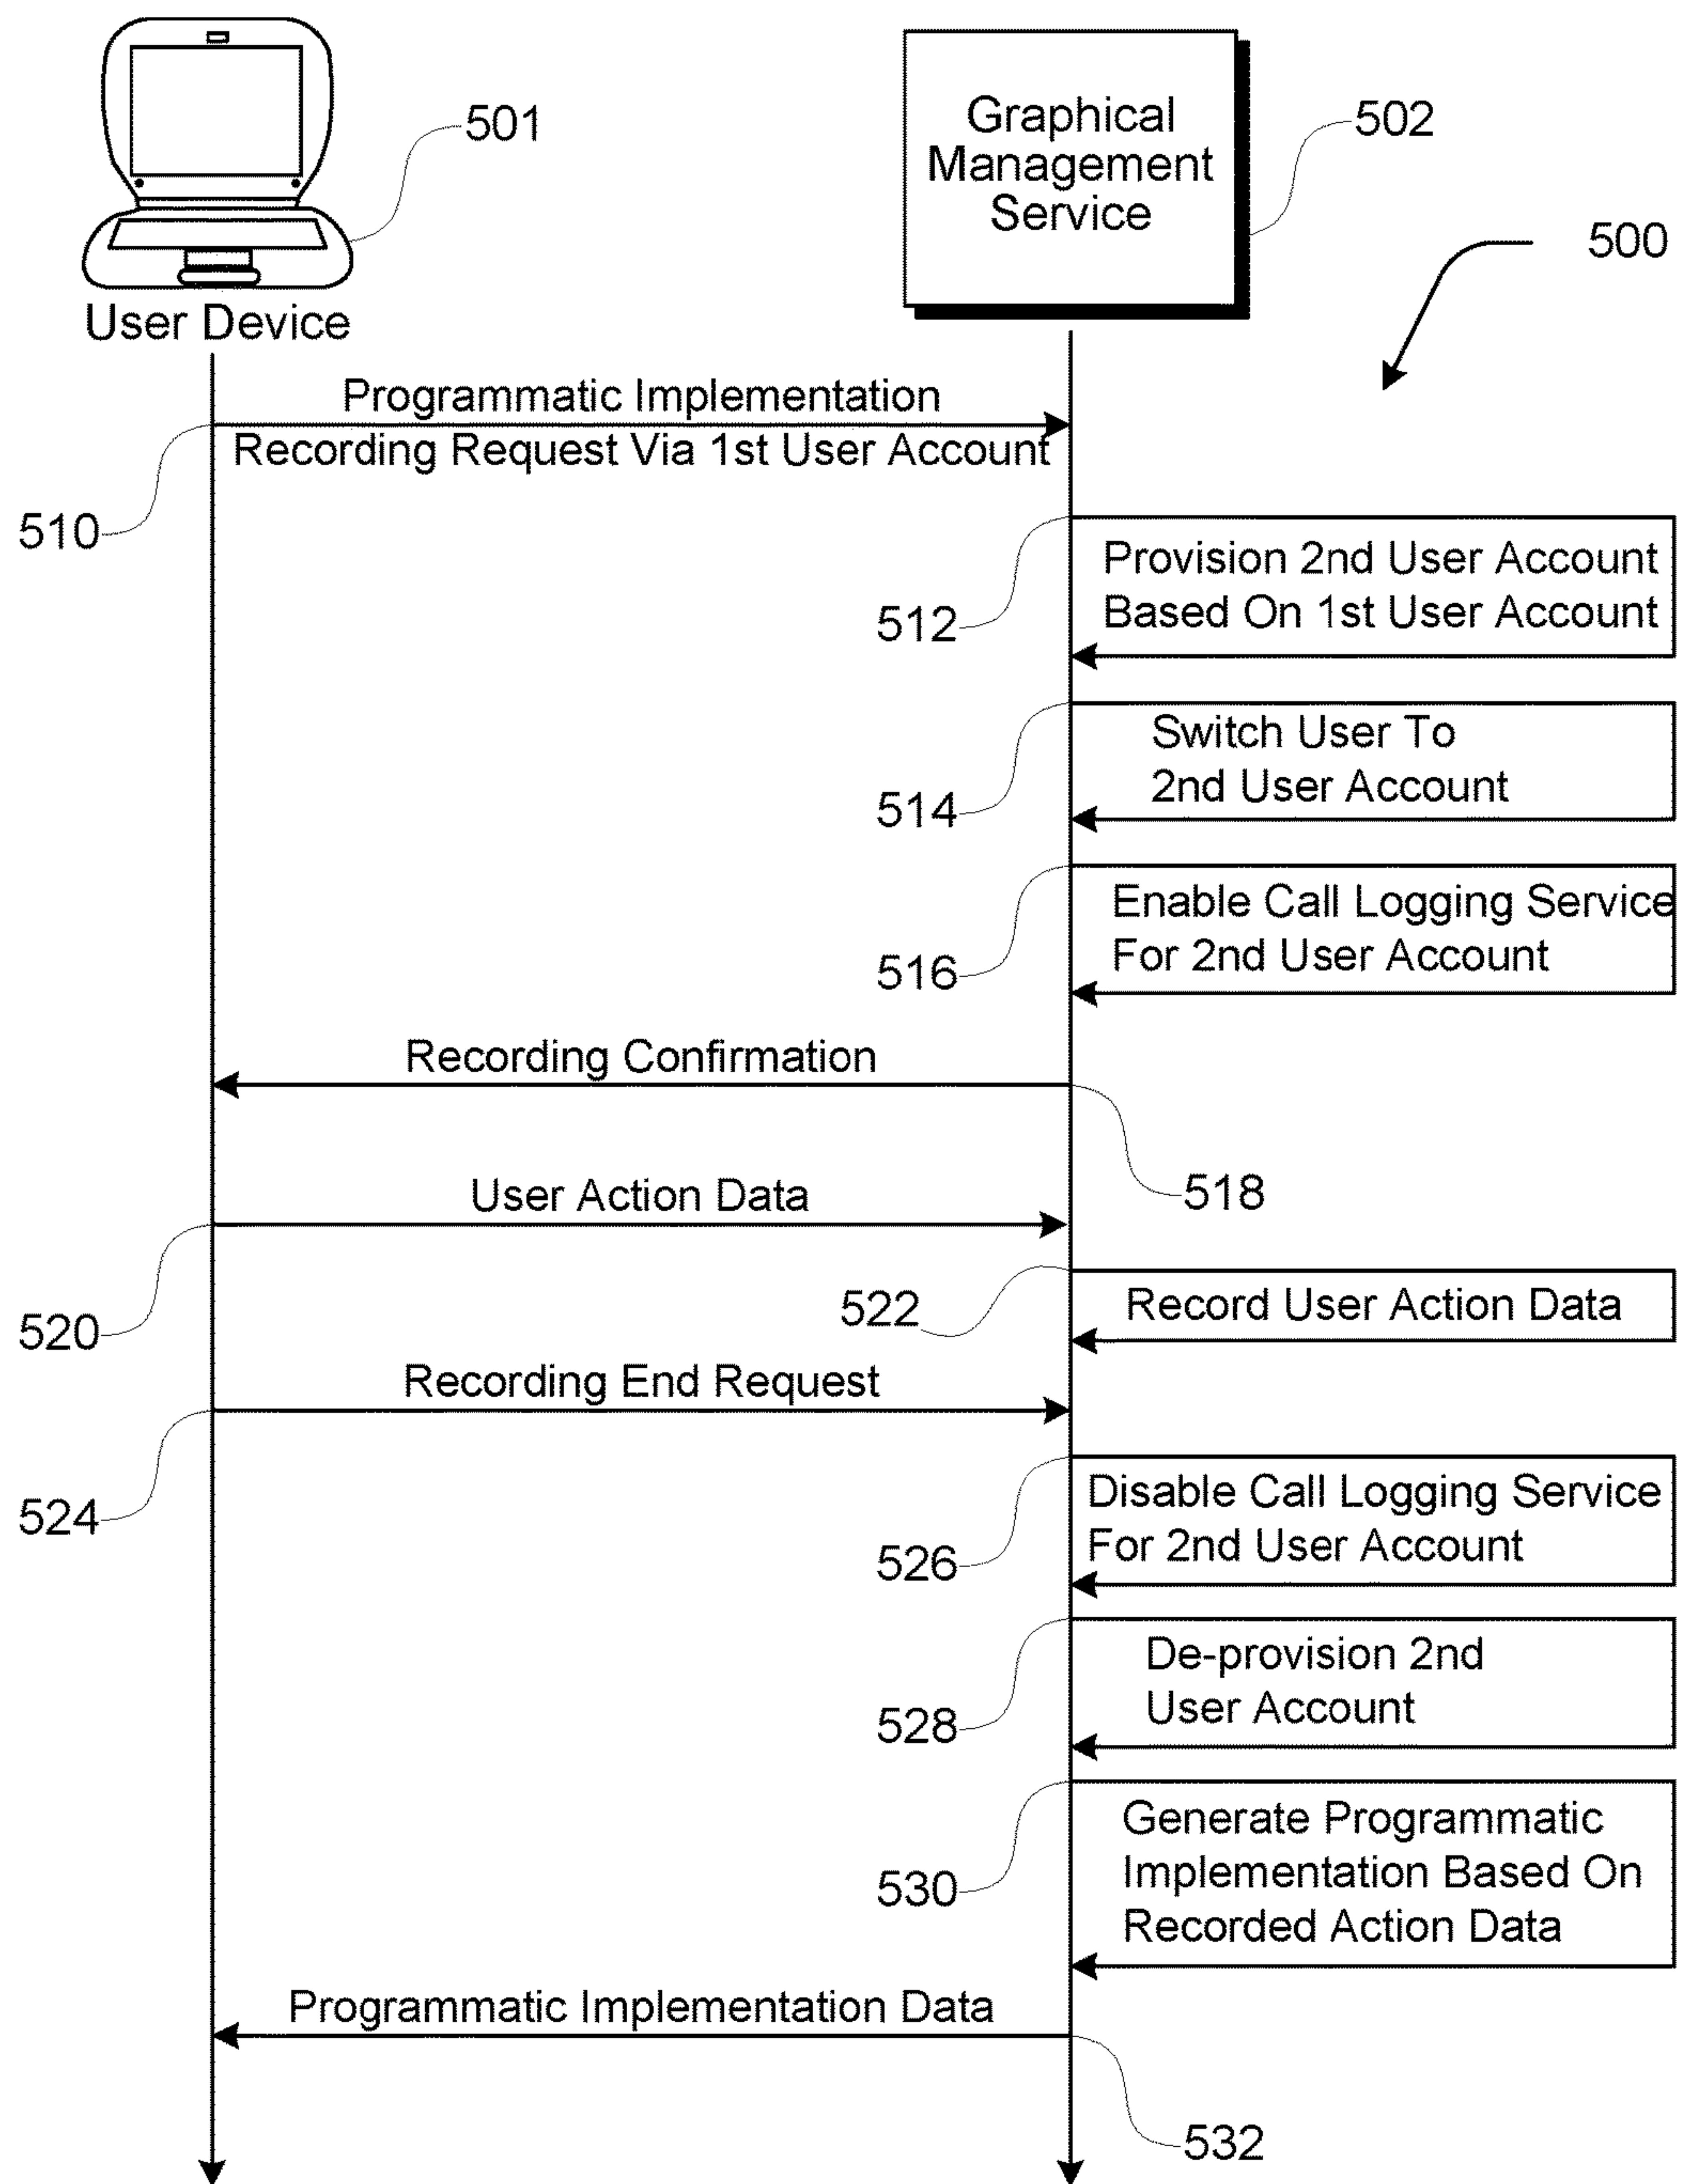 501
Graphical
Management
Service
502
500
User Device
Programmatic Implementation
Recording Request Via 1st User Account
510
Provision 2nd User Account
Based On 1st User Account
512
Switch User To
2nd User Account
514
Enable Call Logging Service
For 2nd User Account
516
Recording Confirmation
518
User Action Data
520
522
Record User Action Data
Recording End Request
524
Disable Call Logging Service
For 2nd User Account
526
De-provision 2nd
User Account
528
Generate Programmatic
Implementation Based On
Recorded Action Data
530
Programmatic Implementation Data
532